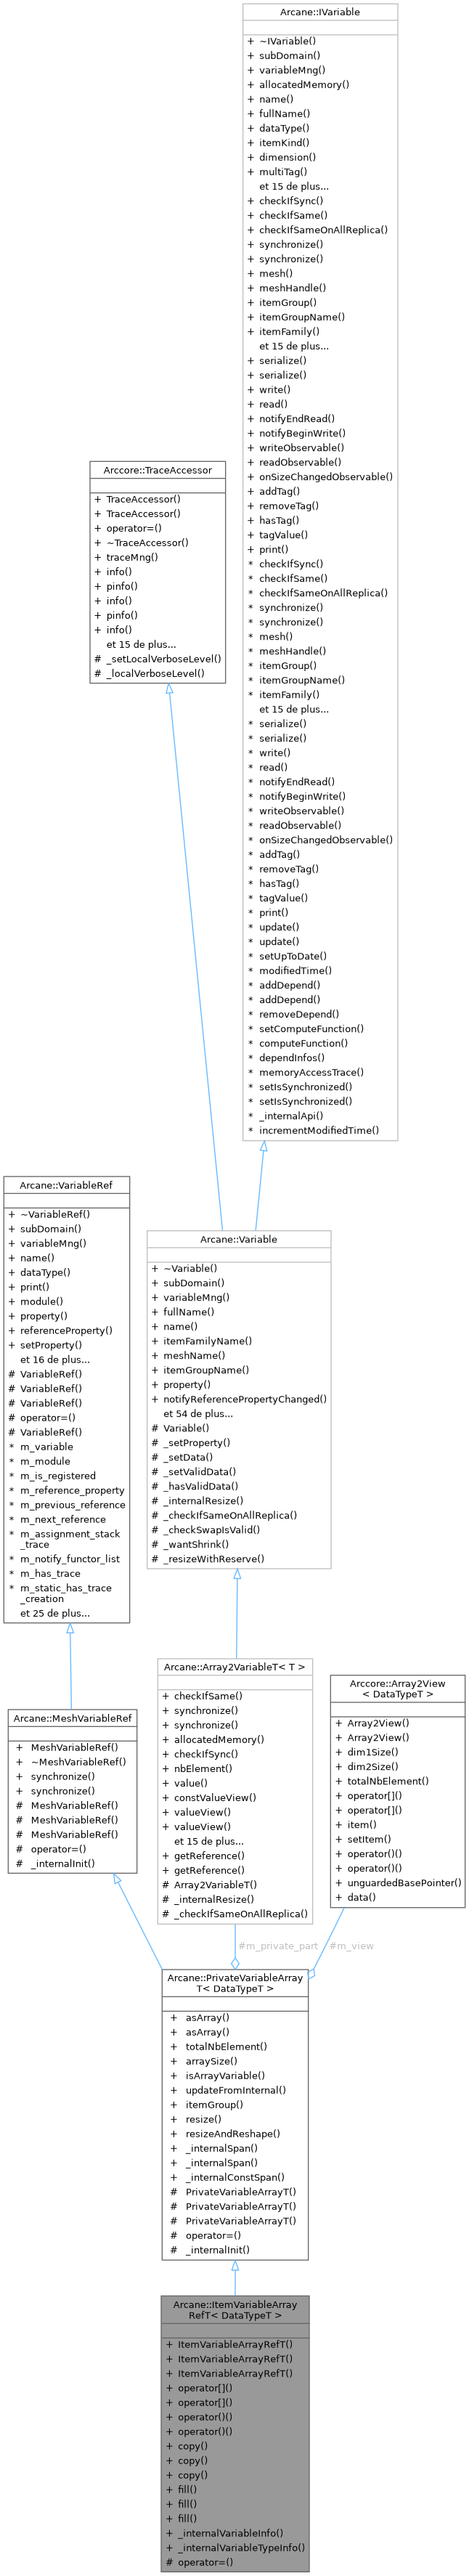 Arcane::IVariable
+ ~IVariable()
+ subDomain()
+ variableMng()
+ allocatedMemory()
+ name()
+ fullName()
+ dataType()
+ itemKind()
+ dimension()
+ multiTag()
et 15 de plus...
+ checkIfSync()
+ checkIfSame()
+ checkIfSameOnAllReplica()
+ synchronize()
+ synchronize()
+ mesh()
+ meshHandle()
+ itemGroup()
+ itemGroupName()
+ itemFamily()
et 15 de plus...
+ serialize()
+ serialize()
+ write()
+ read()
+ notifyEndRead()
+ notifyBeginWrite()
+ writeObservable()
+ readObservable()
+ onSizeChangedObservable()
+ addTag()
+ removeTag()
+ hasTag()
+ tagValue()
+ print()
* checkIfSync()
* checkIfSame()
* checkIfSameOnAllReplica()
* synchronize()
* synchronize()
* mesh()
* meshHandle()
* itemGroup()
* itemGroupName()
* itemFamily()
et 15 de plus...
* serialize()
* serialize()
* write()
* read()
* notifyEndRead()
* notifyBeginWrite()
* writeObservable()
* readObservable()
* onSizeChangedObservable()
* addTag()
* removeTag()
* hasTag()
* tagValue()
* print()
* update()
* update()
* setUpToDate()
* modifiedTime()
* addDepend()
* addDepend()
* removeDepend()
* setComputeFunction()
* computeFunction()
* dependInfos()
* memoryAccessTrace()
* setIsSynchronized()
* setIsSynchronized()
* _internalApi()
* incrementModifiedTime()
Arccore::TraceAccessor
+ TraceAccessor()
+ TraceAccessor()
+ operator=()
+ ~TraceAccessor()
+ traceMng()
+ info()
+ pinfo()
+ info()
+ pinfo()
+ info()
et 15 de plus...
# _setLocalVerboseLevel()
# _localVerboseLevel()
Arcane::VariableRef
+ ~VariableRef()
+ subDomain()
+ variableMng()
+ name()
+ dataType()
+ print()
+ module()
+ property()
+ referenceProperty()
+ setProperty()
et 16 de plus...
# VariableRef()
# VariableRef()
# VariableRef()
# operator=()
# VariableRef()
* m_variable
* m_module
* m_is_registered
* m_reference_property
* m_previous_reference
* m_next_reference
* m_assignment_stack
_trace
* m_notify_functor_list
* m_has_trace
* m_static_has_trace
_creation
et 25 de plus...
Arcane::Variable
+ ~Variable()
+ subDomain()
+ variableMng()
+ fullName()
+ name()
+ itemFamilyName()
+ meshName()
+ itemGroupName()
+ property()
+ notifyReferencePropertyChanged()
et 54 de plus...
# Variable()
# _setProperty()
# _setData()
# _setValidData()
# _hasValidData()
# _internalResize()
# _checkIfSameOnAllReplica()
# _checkSwapIsValid()
# _wantShrink()
# _resizeWithReserve()
Arcane::MeshVariableRef
+ MeshVariableRef()
+ ~MeshVariableRef()
+ synchronize()
+ synchronize()
# MeshVariableRef()
# MeshVariableRef()
# MeshVariableRef()
# operator=()
# _internalInit()
Arcane::Array2VariableT< T >
+ checkIfSame()
+ synchronize()
+ synchronize()
+ allocatedMemory()
+ checkIfSync()
+ nbElement()
+ value()
+ constValueView()
+ valueView()
+ valueView()
et 15 de plus...
+ getReference()
+ getReference()
# Array2VariableT()
# _internalResize()
# _checkIfSameOnAllReplica()
Arccore::Array2View
< DataTypeT >
+ Array2View()
+ Array2View()
+ dim1Size()
+ dim2Size()
+ totalNbElement()
+ operator[]()
+ operator[]()
+ item()
+ setItem()
+ operator()()
+ operator()()
+ unguardedBasePointer()
+ data()
#m_private_part
#m_view
Arcane::PrivateVariableArray
T< DataTypeT >
+ asArray()
+ asArray()
+ totalNbElement()
+ arraySize()
+ isArrayVariable()
+ updateFromInternal()
+ itemGroup()
+ resize()
+ resizeAndReshape()
+ _internalSpan()
+ _internalSpan()
+ _internalConstSpan()
# PrivateVariableArrayT()
# PrivateVariableArrayT()
# PrivateVariableArrayT()
# operator=()
# _internalInit()
Arcane::ItemVariableArray
RefT< DataTypeT >
+ ItemVariableArrayRefT()
+ ItemVariableArrayRefT()
+ ItemVariableArrayRefT()
+ operator[]()
+ operator[]()
+ operator()()
+ operator()()
+ copy()
+ copy()
+ copy()
+ fill()
+ fill()
+ fill()
+ _internalVariableInfo()
+ _internalVariableTypeInfo()
# operator=()